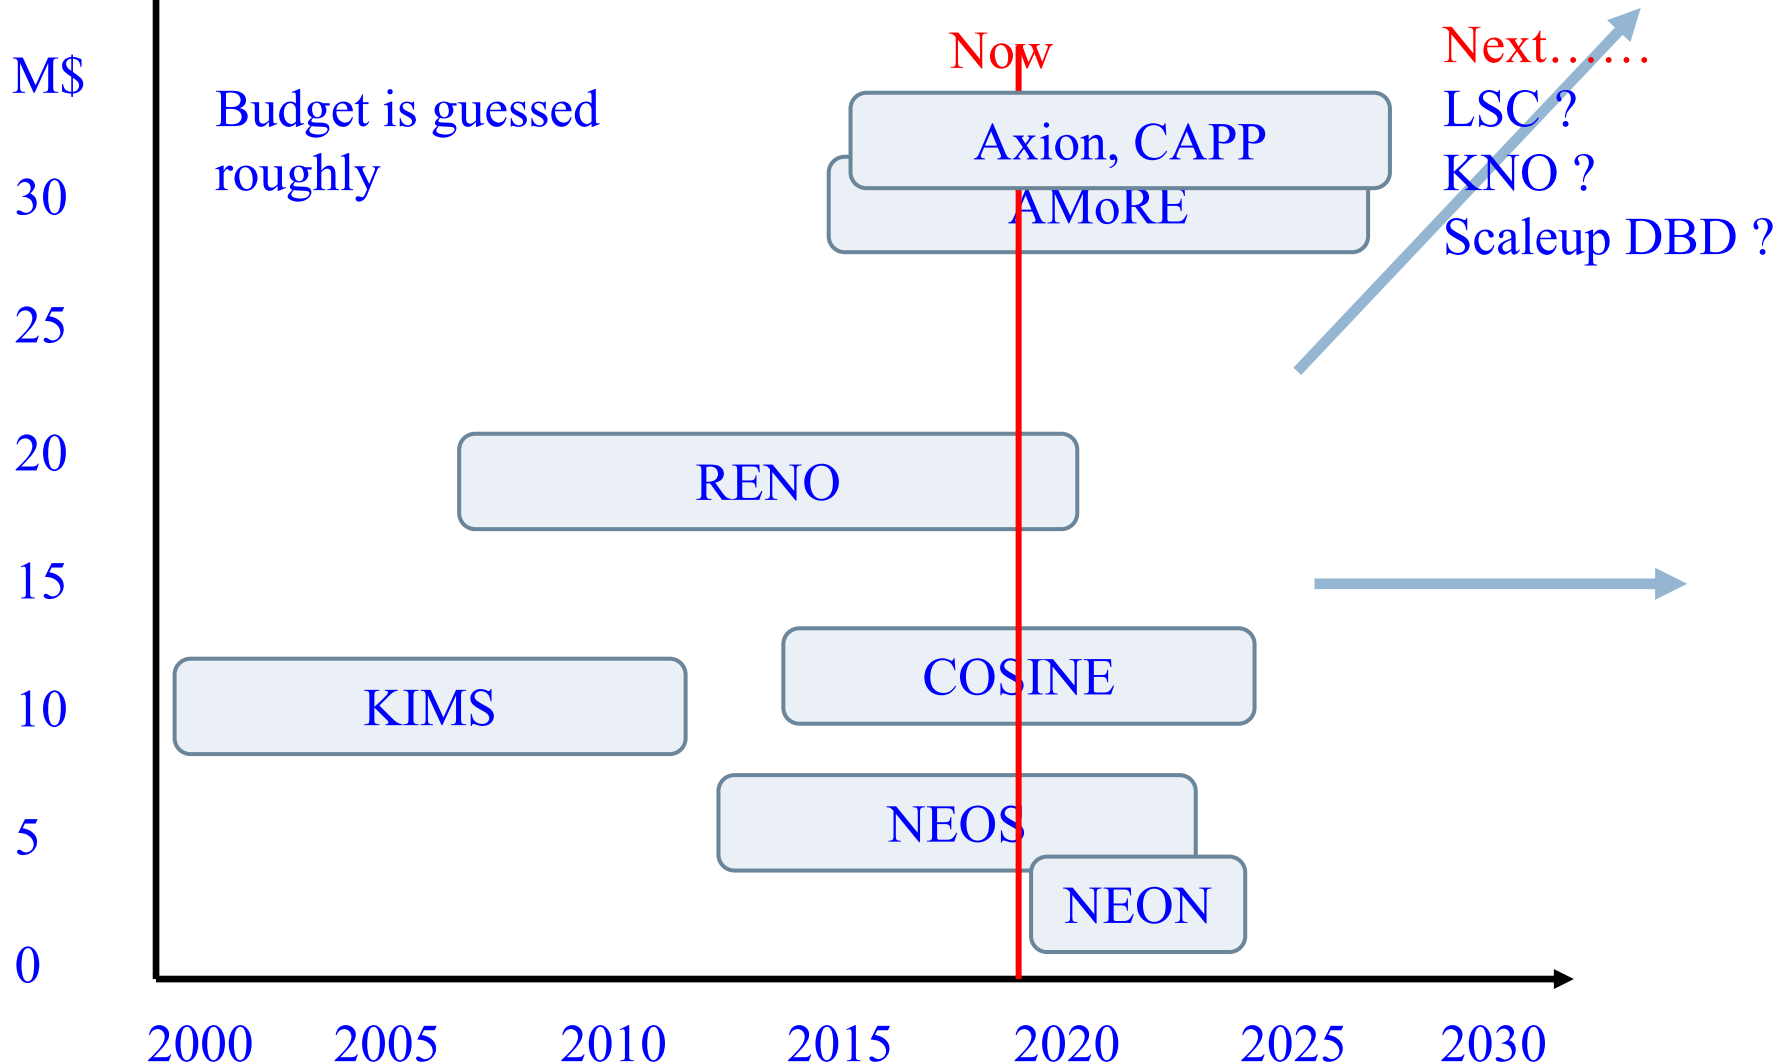 Now
Next……
M$
Budget is guessed
roughly
LSC ?
KNO ?
Scaleup DBD ?
Axion, CAPP
AMoRE
30
25
20
RENO
15
COSINE
10
KIMS
5
NEOS
NEON
0
2000 2005 2010 2015 2020 2025 2030